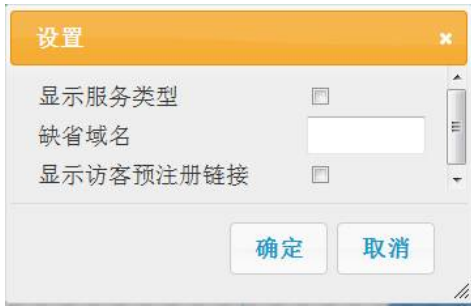 设置
显示服务类型
缺省域名
显示访客预注册链接
确定 取消